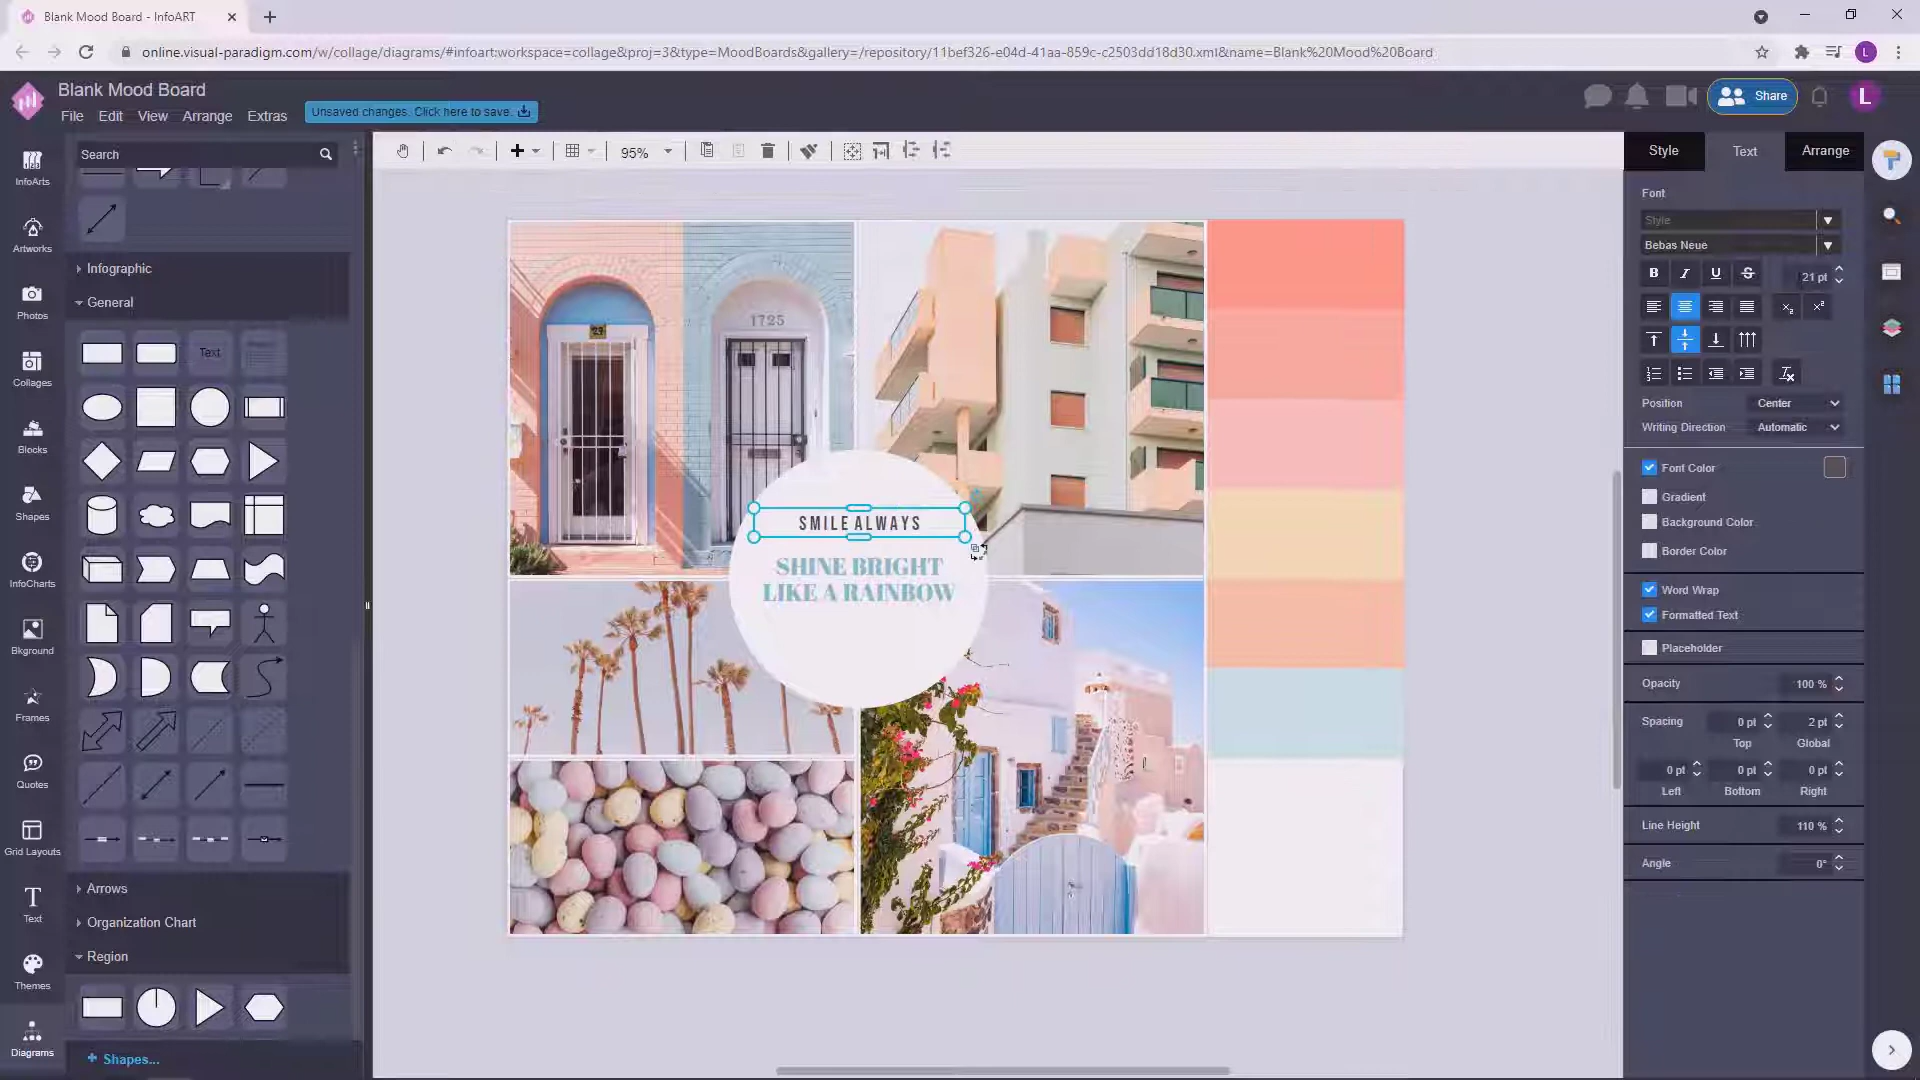 Blank Mood Board - InfoART
online.visual-paradigm.com/w/collage/diagrams/#infoart:workspace=collage&proj=3&type=MoodBoards&gallery=/repository/11bef326-e04d-41aa-859c-c2503dd18d30.xml&name=Blank%20Mood%20Board
L
Blank Mood Board
File Edit View Arrange Extras
Unsaved changes. Click here to save.
Share
L
InfoArts
Artworks
Photos
Collages
Blocks
Shapes
InfoCharts
Bkground
Frames
Quotes
Grid Layouts
Text
Themes
Diagrams
Search
Infographic
General
Text
Arrows
Organization Chart
Region
+ Shapes...
95%
1725
SMILE ALWAYS
SHINE BRIGHT
LIKE A RAINBOW
Style Text Arrange
Font
Style
Bebas Neue
B I U S 21 pt
Position Center
Writing Direction Automatic
Font Color
Gradient
Background Color
Border Color
Word Wrap
Formatted Text
Placeholder
Opacity 100 %
Spacing 0 pt 2 pt
Top Global
0 pt 0 pt 0 pt
Left Bottom Right
Line Height 110 %
Angle 0°